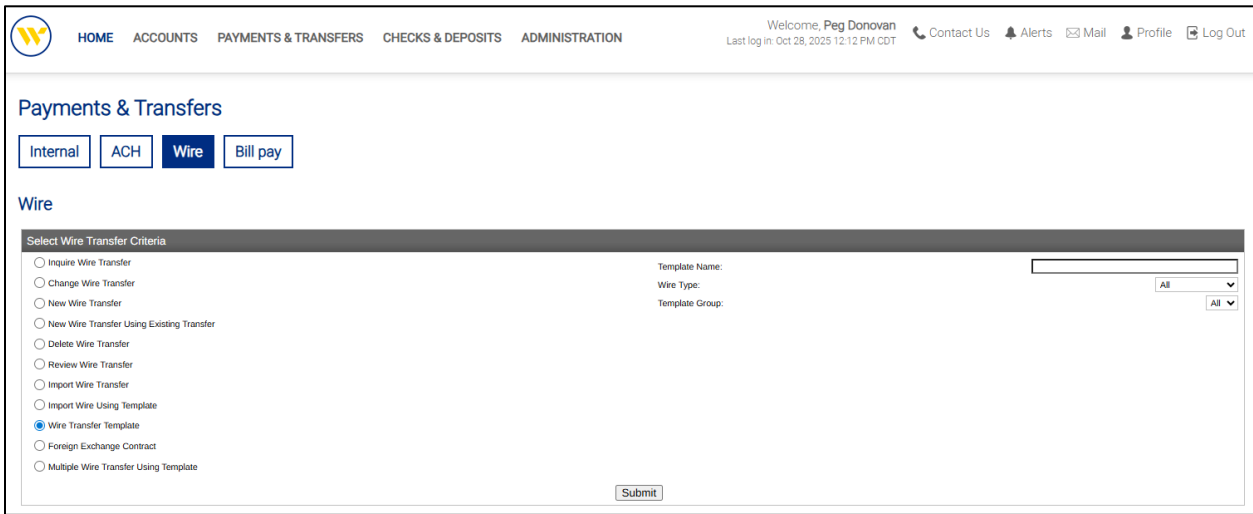 W
HOME ACCOUNTS PAYMENTS & TRANSFERS CHECKS & DEPOSITS ADMINISTRATION
Welcome, Peg Donovan
Last log in: Oct 28, 2025 12:12 PM CDT
Contact Us Alerts Mail Profile Log Out
Payments & Transfers
Internal ACH Wire Bill pay
Wire
Select Wire Transfer Criteria
Inquire Wire Transfer
Change Wire Transfer
New Wire Transfer
New Wire Transfer Using Existing Transfer
Delete Wire Transfer
Review Wire Transfer
Import Wire Transfer
Import Wire Using Template
Wire Transfer Template
Foreign Exchange Contract
Multiple Wire Transfer Using Template
Template Name:
Wire Type: All
Template Group: All
Submit